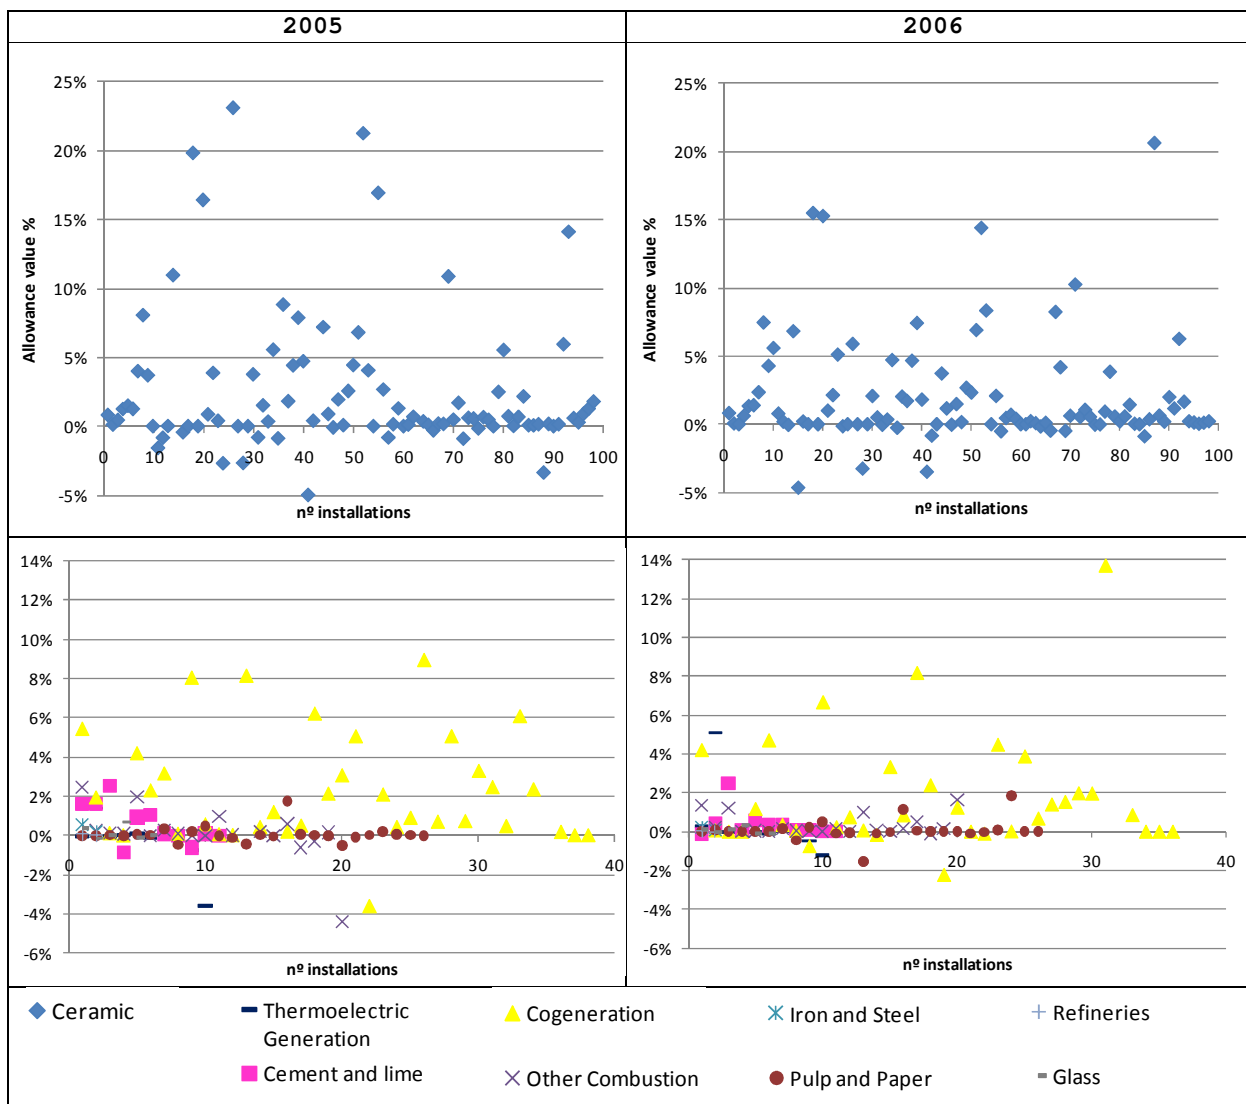 2005
2006
25%
20%
15%
10%
5%
0%
-5%
0 10 20 30 40 50 60 70 80 90 100
Allowance value %
nº installations
25%
20%
15%
10%
5%
0%
-5%
0 10 20 30 40 50 60 70 80 90 100
Allowance value %
nº installations
14%
12%
10%
8%
6%
4%
2%
0%
-2%
-4%
-6%
0 10 20 30 40
nº installations
14%
12%
10%
8%
6%
4%
2%
0%
-2%
-4%
-6%
0 10 20 30 40
nº installations
Ceramic
Thermoelectric
Generation
Cogeneration
Iron and Steel
Refineries
Cement and lime
Other Combustion
Pulp and Paper
Glass